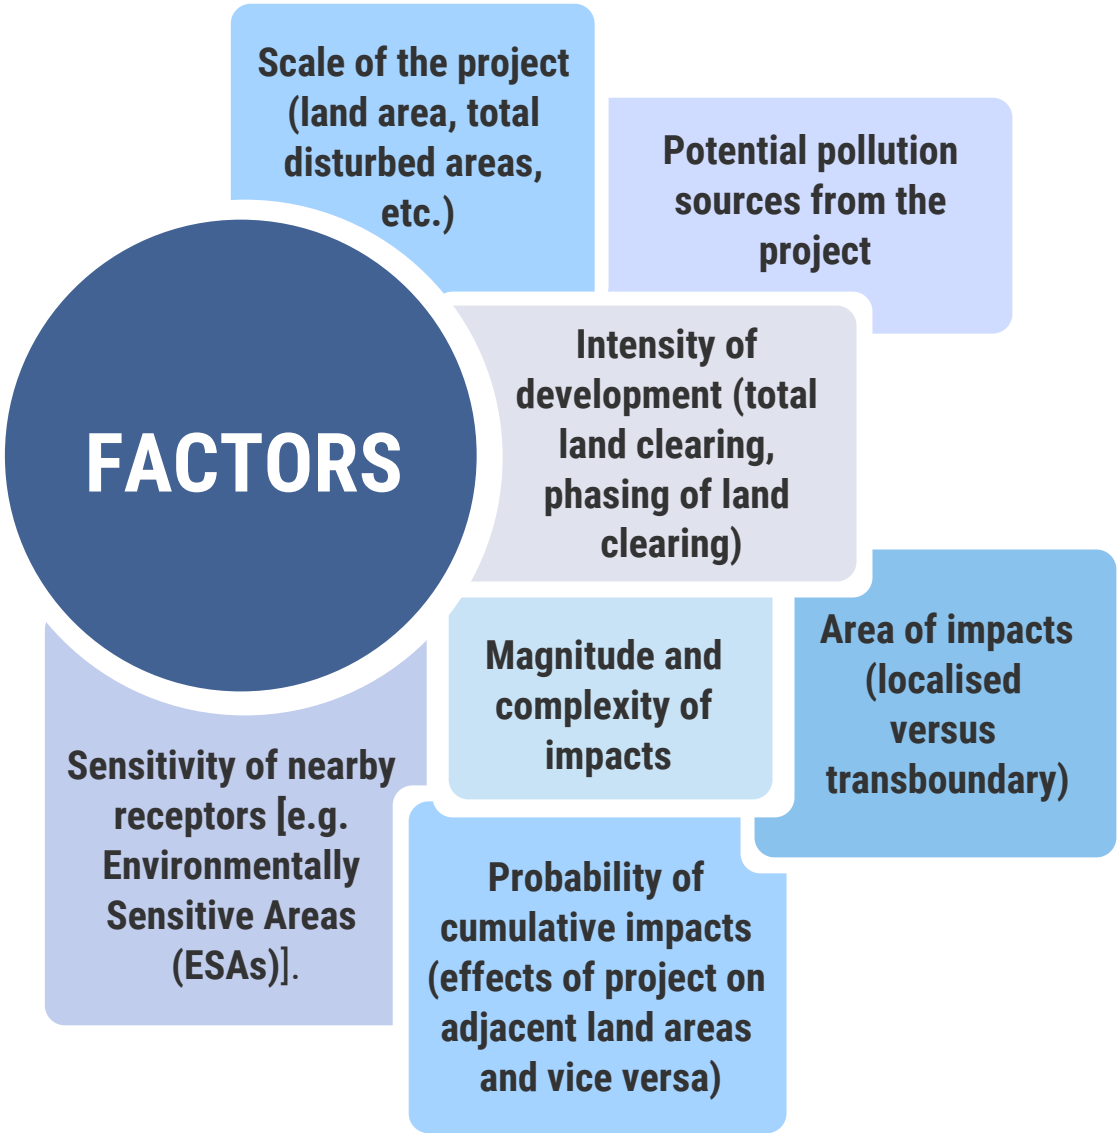 Scale of the project
(land area, total
disturbed areas,
etc.)
Potential pollution
sources from the
project
FACTORS
Intensity of
development (total
land clearing,
phasing of land
clearing)
Magnitude and
complexity of
impacts
Area of impacts
(localised
versus
transboundary)
Sensitivity of nearby
receptors [e.g.
Environmentally
Sensitive Areas
(ESAs)].
Probability of
cumulative impacts
(effects of project on
adjacent land areas
and vice versa)